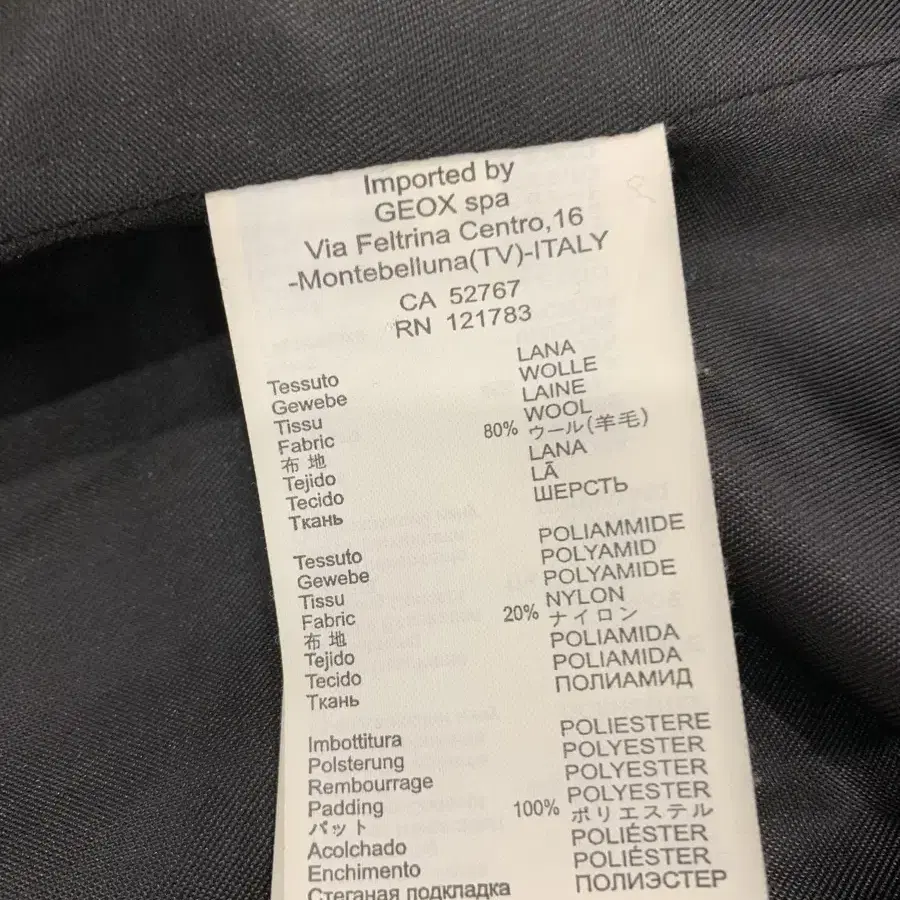 Imported by
GEOX spa
Via Feltrina Centro,16
-Montebelluna(TV)-ITALY
CA 52767
RN 121783
Tessuto LANA
Gewebe WOLLE
Tissu LAINE
Fabric 80% WOOL
布地 ウール(羊毛)
Tejido LANA
Tecido LÃ
Ткань ШЕРСТЬ
Tessuto POLIAMMIDE
Gewebe POLYAMID
Tissu POLYAMIDE
Fabric 20% NYLON
布地 ナイロン
Tejido POLIAMIDA
Tecido POLIAMIDA
Ткань ПОЛИАМИД
Imbottitura POLIESTERE
Polsterung POLYESTER
Rembourrage POLYESTER
Padding 100% POLYESTER
パット ポリエステル
Acolchado POLIÉSTER
Enchimento POLIÉSTER
Стеганая подкладка ПОЛИЭСТЕР